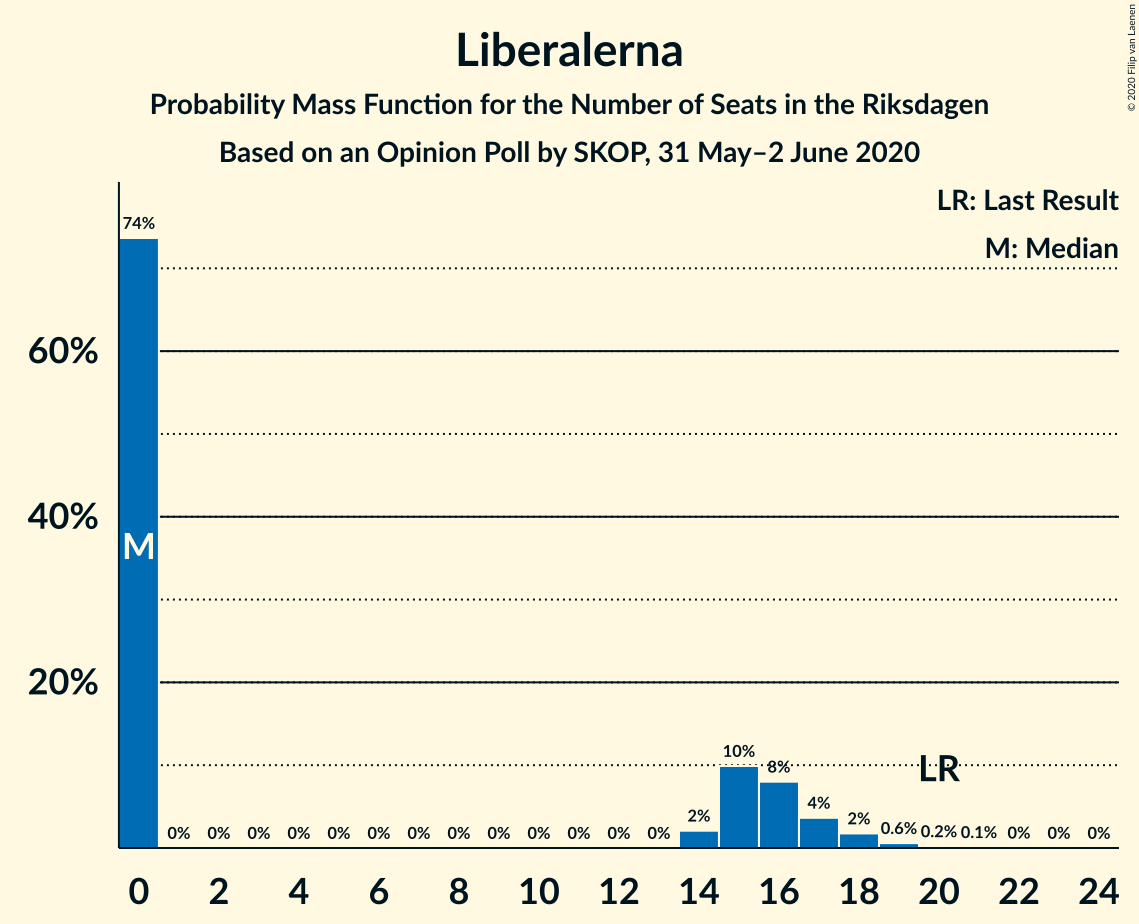 Liberalerna
Probability Mass Function for the Number of Seats in the Riksdagen
Based on an Opinion Poll by SKOP, 31 May–2 June 2020
© 2020 Filip van Laenen
LR: Last Result
M: Median
74%
60%
40%
M
20%
10%
8%
LR
4%
2%
2%
0.6%
0.2%
0.1%
0% 0% 0% 0% 0% 0% 0% 0% 0% 0% 0% 0% 0%
0% 0% 0%
0 2 4 6 8 10 12 14 16 18 20 22 24